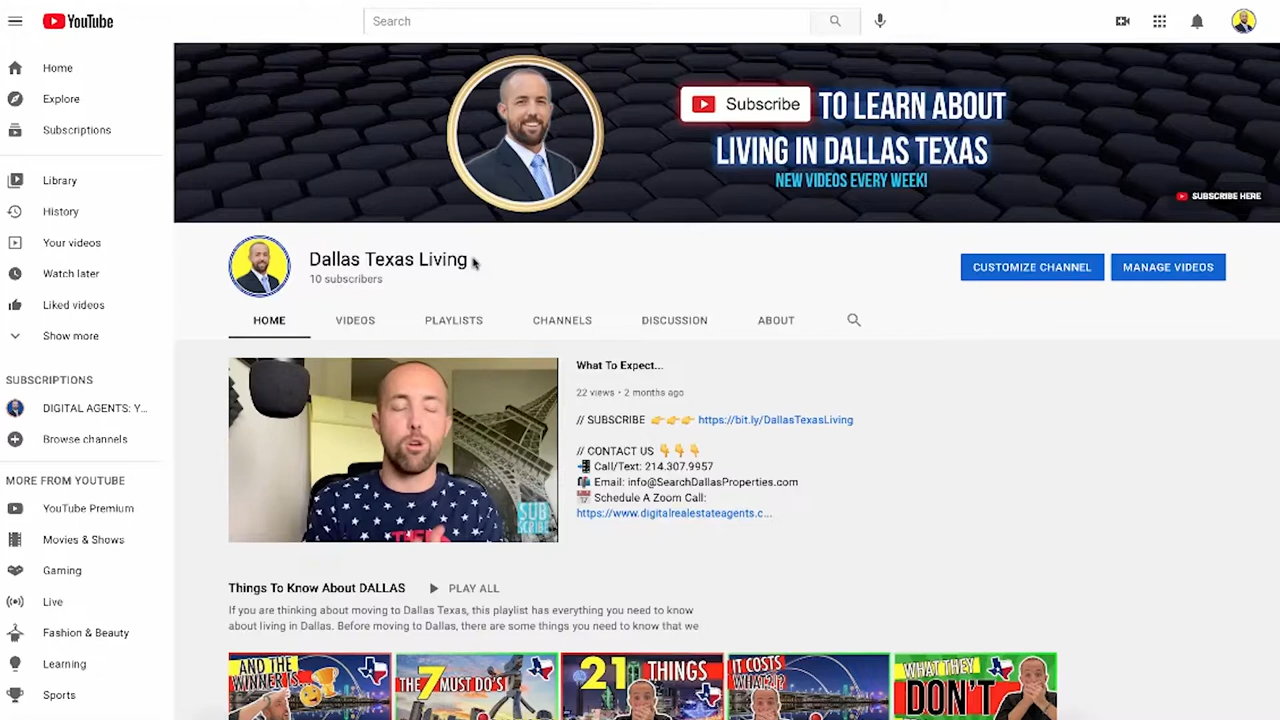 YouTube
Search
Home
Explore
Subscriptions
Library
History
Your videos
Watch later
Liked videos
Show more
SUBSCRIPTIONS
DIGITAL AGENTS: Y...
Browse channels
MORE FROM YOUTUBE
YouTube Premium
Movies & Shows
Gaming
Live
Fashion & Beauty
Learning
Sports
Subscribe TO LEARN ABOUT
LIVING IN DALLAS TEXAS
NEW VIDEOS EVERY WEEK!
SUBSCRIBE HERE
Dallas Texas Living
10 subscribers
CUSTOMIZE CHANNEL
MANAGE VIDEOS
HOME VIDEOS PLAYLISTS CHANNELS DISCUSSION ABOUT
SUB
SCRIBE
What To Expect...
22 views • 2 months ago
// SUBSCRIBE 👉👉👉 https://bit.ly/DallasTexasLiving
// CONTACT US 👇👇👇
📲 Call/Text: 214.307.9957
📬 Email: info@SearchDallasProperties.com
📅 Schedule A Zoom Call:
https://www.digitalrealestateagents.c...
Things To Know About DALLAS PLAY ALL
If you are thinking about moving to Dallas Texas, this playlist has everything you need to know
about living in Dallas. Before moving to Dallas, there are some things you need to know that we
AND THE
WINNER IS...
THE 7 MUST DO'S
21 THINGS
IT COSTS
WHAT?!?
WHAT THEY
DON'T